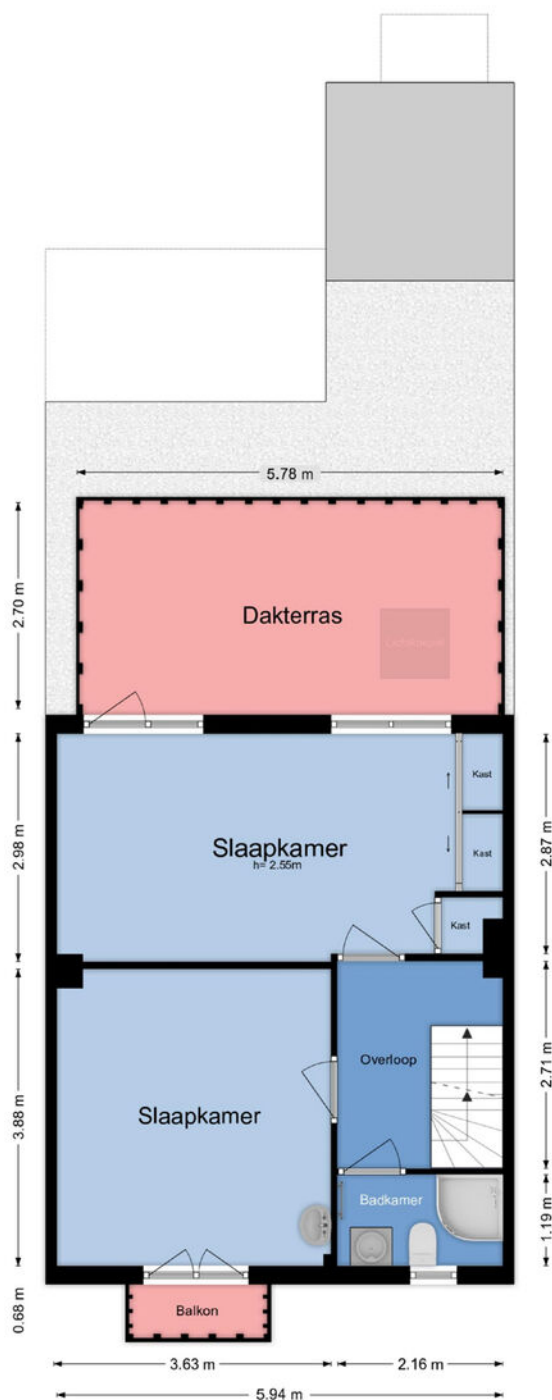 5.78 m
2.70 m
Dakterras
Lichtkoepel
2.98 m
Slaapkamer
h= 2.55m
Kast
Kast
Kast
2.87 m
3.88 m
Slaapkamer
Overloop
2.71 m
Badkamer
1.19 m
0.68 m
Balkon
3.63 m
2.16 m
5.94 m